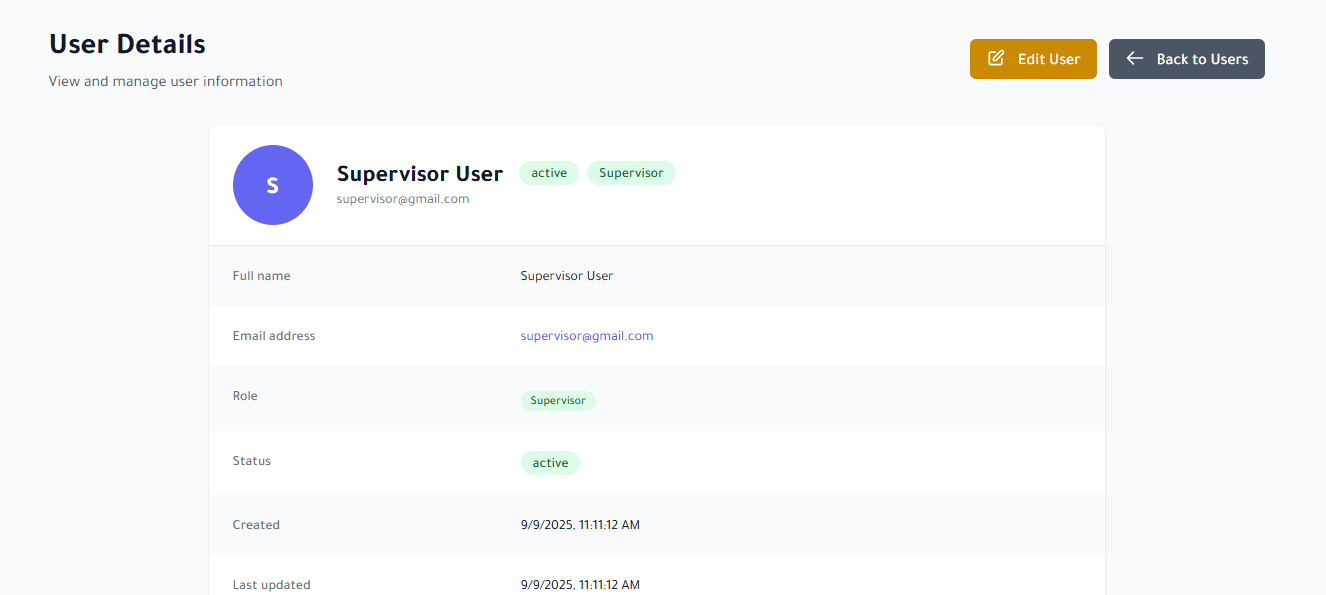 User Details
View and manage user information
Edit User
Back to Users
S
Supervisor User active Supervisor
supervisor@gmail.com
Full name Supervisor User
Email address supervisor@gmail.com
Role Supervisor
Status active
Created 9/9/2025, 11:11:12 AM
Last updated 9/9/2025, 11:11:12 AM